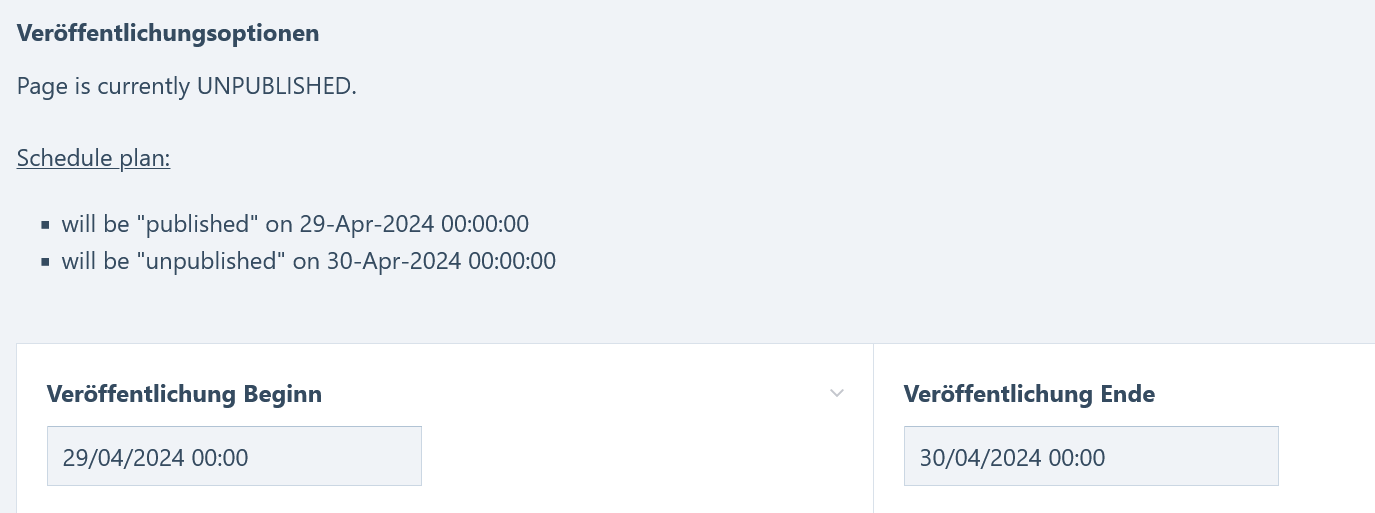 Veröffentlichungsoptionen
Page is currently UNPUBLISHED.
Schedule plan:
will be "published" on 29-Apr-2024 00:00:00
will be "unpublished" on 30-Apr-2024 00:00:00
Veröffentlichung Beginn
29/04/2024 00:00
Veröffentlichung Ende
30/04/2024 00:00